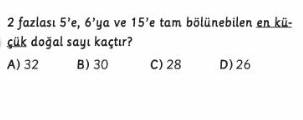 2 fazlası 5'e, 6'ya ve 15'e tam bölünebilen en kü-
çük doğal sayı kaçtır?
A) 32 B) 30 C) 28 D) 26